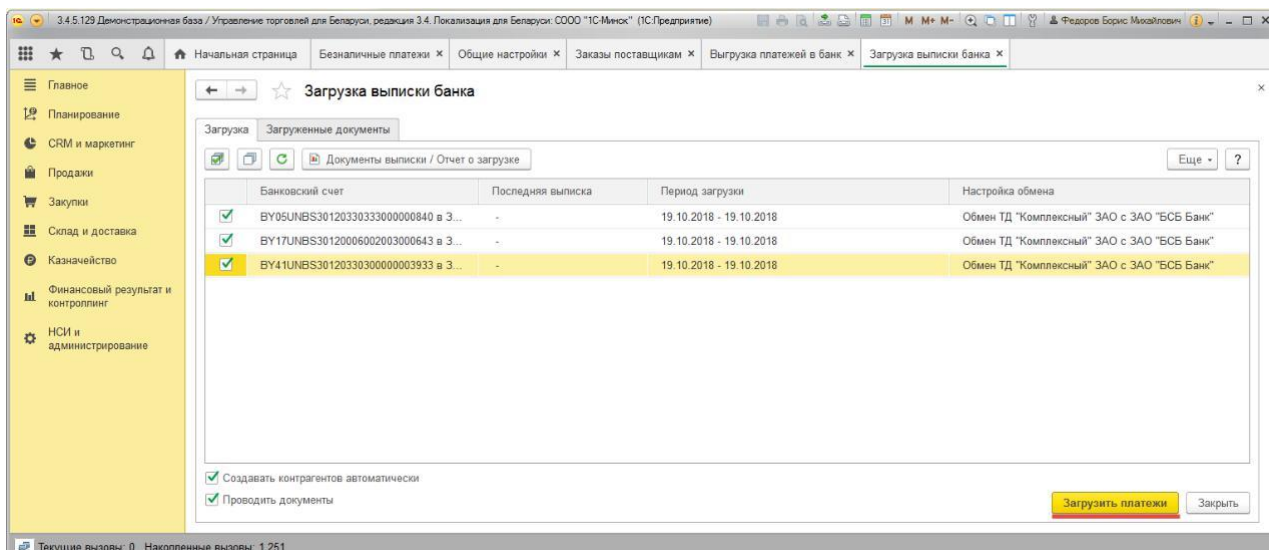 3.4.5.129 Демонстрационная база / Управление торговлей для Беларуси, редакция 3.4. Локализация для Беларуси: СООО "1С-Минск" (1С:Предприятие) M M+ M- Федоров Борис Михайлович
Начальная страница Безналичные платежи × Общие настройки × Заказы поставщикам × Выгрузка платежей в банк × Загрузка выписки банка ×
Главное
Планирование
CRM и маркетинг
Продажи
Закупки
Склад и доставка
Казначейство
Финансовый результат и
контроллинг
НСИ и
администрирование
Загрузка выписки банка
Загрузка Загруженные документы
Документы выписки / Отчет о загрузке Еще ?
Банковский счет Последняя выписка Период загрузки Настройка обмена
BY05UNBS30120330333000000840 в З... - 19.10.2018 - 19.10.2018 Обмен ТД "Комплексный" ЗАО с ЗАО "БСБ Банк"
BY17UNBS30120006002003000643 в З... - 19.10.2018 - 19.10.2018 Обмен ТД "Комплексный" ЗАО с ЗАО "БСБ Банк"
BY41UNBS30120330300000003933 в З... - 19.10.2018 - 19.10.2018 Обмен ТД "Комплексный" ЗАО с ЗАО "БСБ Банк"
Создавать контрагентов автоматически
Проводить документы
Загрузить платежи Закрыть
Текущие вызовы: 0 Накопленные вызовы: 1 251